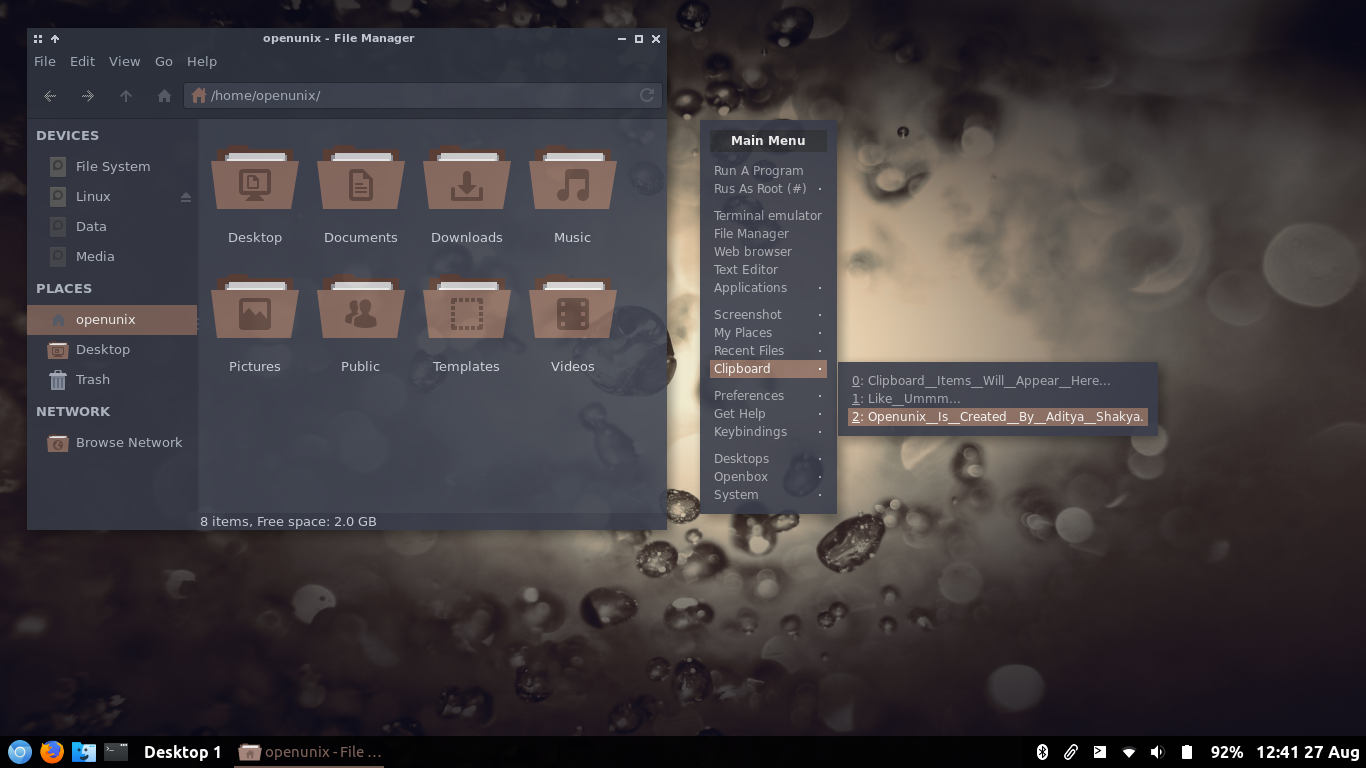 openunix - File Manager
File Edit View Go Help
/home/openunix/
DEVICES
File System
Linux
Data
Media
PLACES
openunix
Desktop
Trash
NETWORK
Browse Network
Desktop Documents Downloads Music
Pictures Public Templates Videos
8 items, Free space: 2.0 GB
Main Menu
Run A Program
Rus As Root (#)
Terminal emulator
File Manager
Web browser
Text Editor
Applications
Screenshot
My Places
Recent Files
Clipboard
Preferences
Get Help
Keybindings
Desktops
Openbox
System
0: Clipboard__Items__Will__Appear__Here...
1: Like__Ummm...
2: Openunix__Is__Created__By__Aditya__Shakya.
Desktop 1 openunix - File ... 92% 12:41 27 Aug